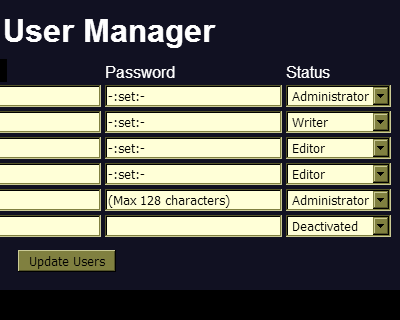 User Manager
Password Status
-:set:- Administrator
-:set:- Writer
-:set:- Editor
-:set:- Editor
(Max 128 characters) Administrator
Deactivated
Update Users